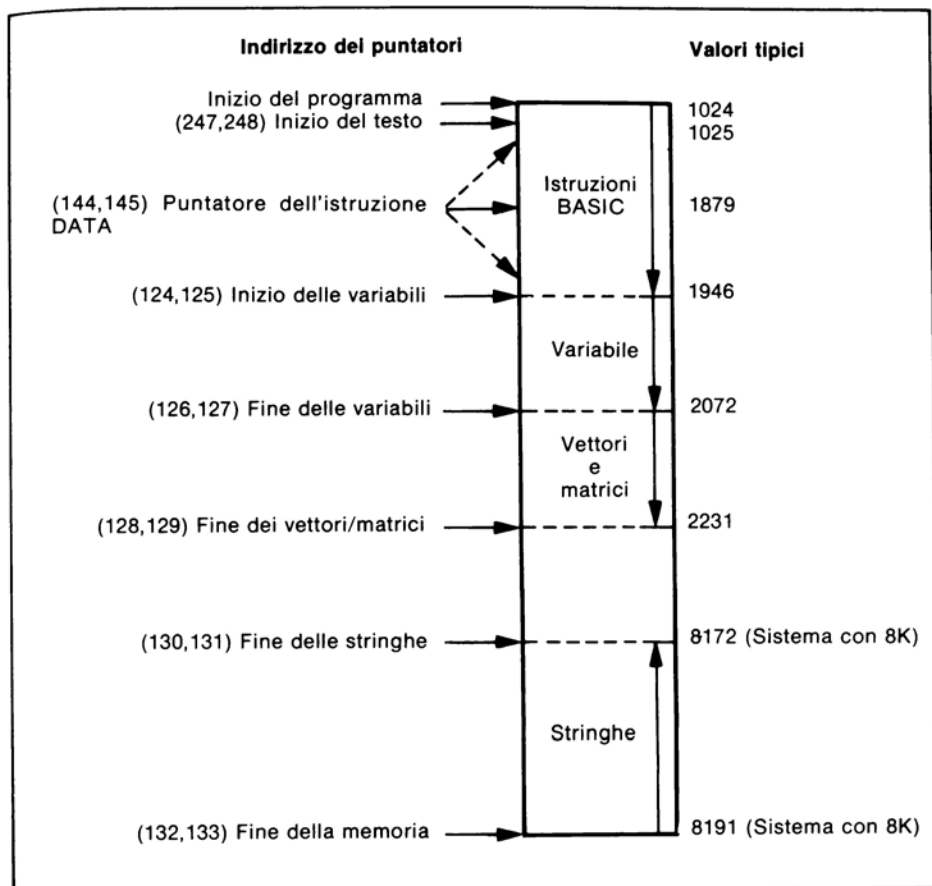 Indirizzo dei puntatori
Valori tipici
Inizio del programma
1024
(247,248) Inizio del testo
1025
Istruzioni
BASIC
(144,145) Puntatore dell'istruzione
DATA
1879
(124,125) Inizio delle variabili
1946
Variabile
(126,127) Fine delle variabili
2072
Vettori
e
matrici
(128,129) Fine dei vettori/matrici
2231
(130,131) Fine delle stringhe
8172 (Sistema con 8K)
Stringhe
(132,133) Fine della memoria
8191 (Sistema con 8K)